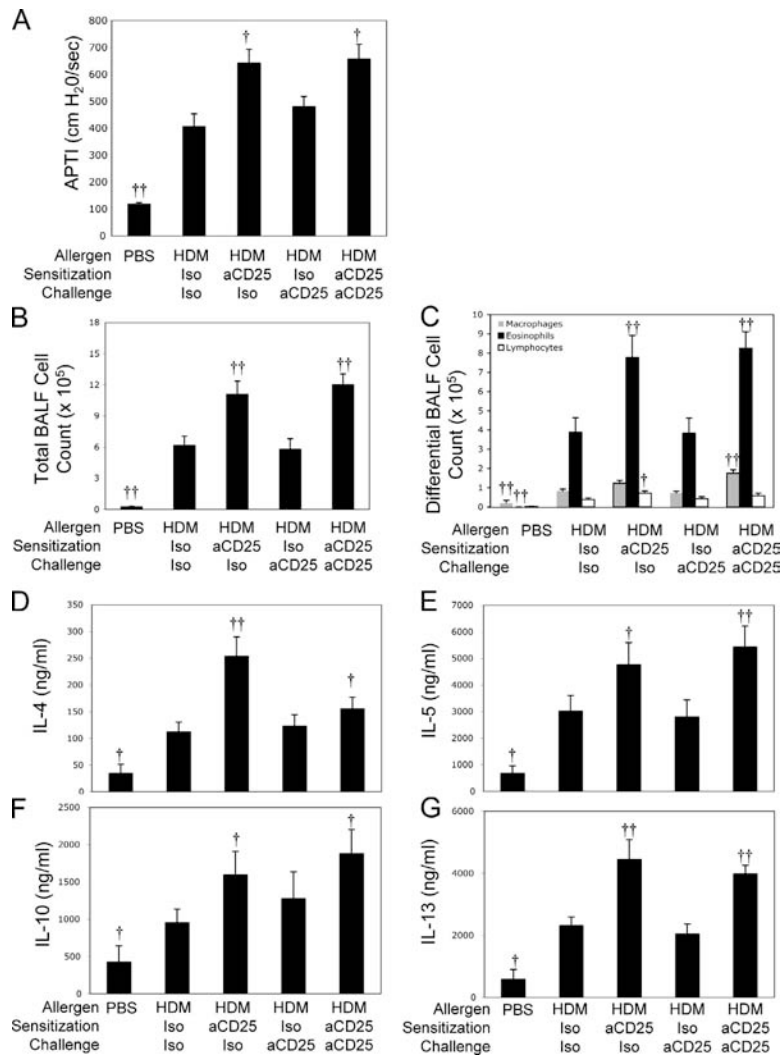 A
APTI (cm H20/sec)
800
700
600
500
400
300
200
100
0
††
†
†
Allergen PBS HDM HDM HDM HDM
Sensitization Iso aCD25 Iso aCD25
Challenge Iso Iso aCD25 aCD25
B
Total BALF Cell
Count (x 10⁵)
18
15
12
9
6
3
0
††
††
††
Allergen PBS HDM HDM HDM HDM
Sensitization Iso aCD25 Iso aCD25
Challenge Iso Iso aCD25 aCD25
C
Differential BALF Cell
Count (x 10⁵)
10
9
8
7
6
5
4
3
2
1
0
Macrophages
Eosinophils
Lymphocytes
††
††
††
†
††
††
Allergen PBS HDM HDM HDM HDM
Sensitization Iso aCD25 Iso aCD25
Challenge Iso Iso aCD25 aCD25
D
IL-4 (ng/ml)
350
300
250
200
150
100
50
0
†
††
†
E
IL-5 (ng/ml)
7000
6000
5000
4000
3000
2000
1000
0
†
†
††
F
IL-10 (ng/ml)
2500
2000
1500
1000
500
0
†
†
†
Allergen PBS HDM HDM HDM HDM
Sensitization Iso aCD25 Iso aCD25
Challenge Iso Iso aCD25 aCD25
G
IL-13 (ng/ml)
6000
4000
2000
0
†
††
††
Allergen PBS HDM HDM HDM HDM
Sensitization Iso aCD25 Iso aCD25
Challenge Iso Iso aCD25 aCD25